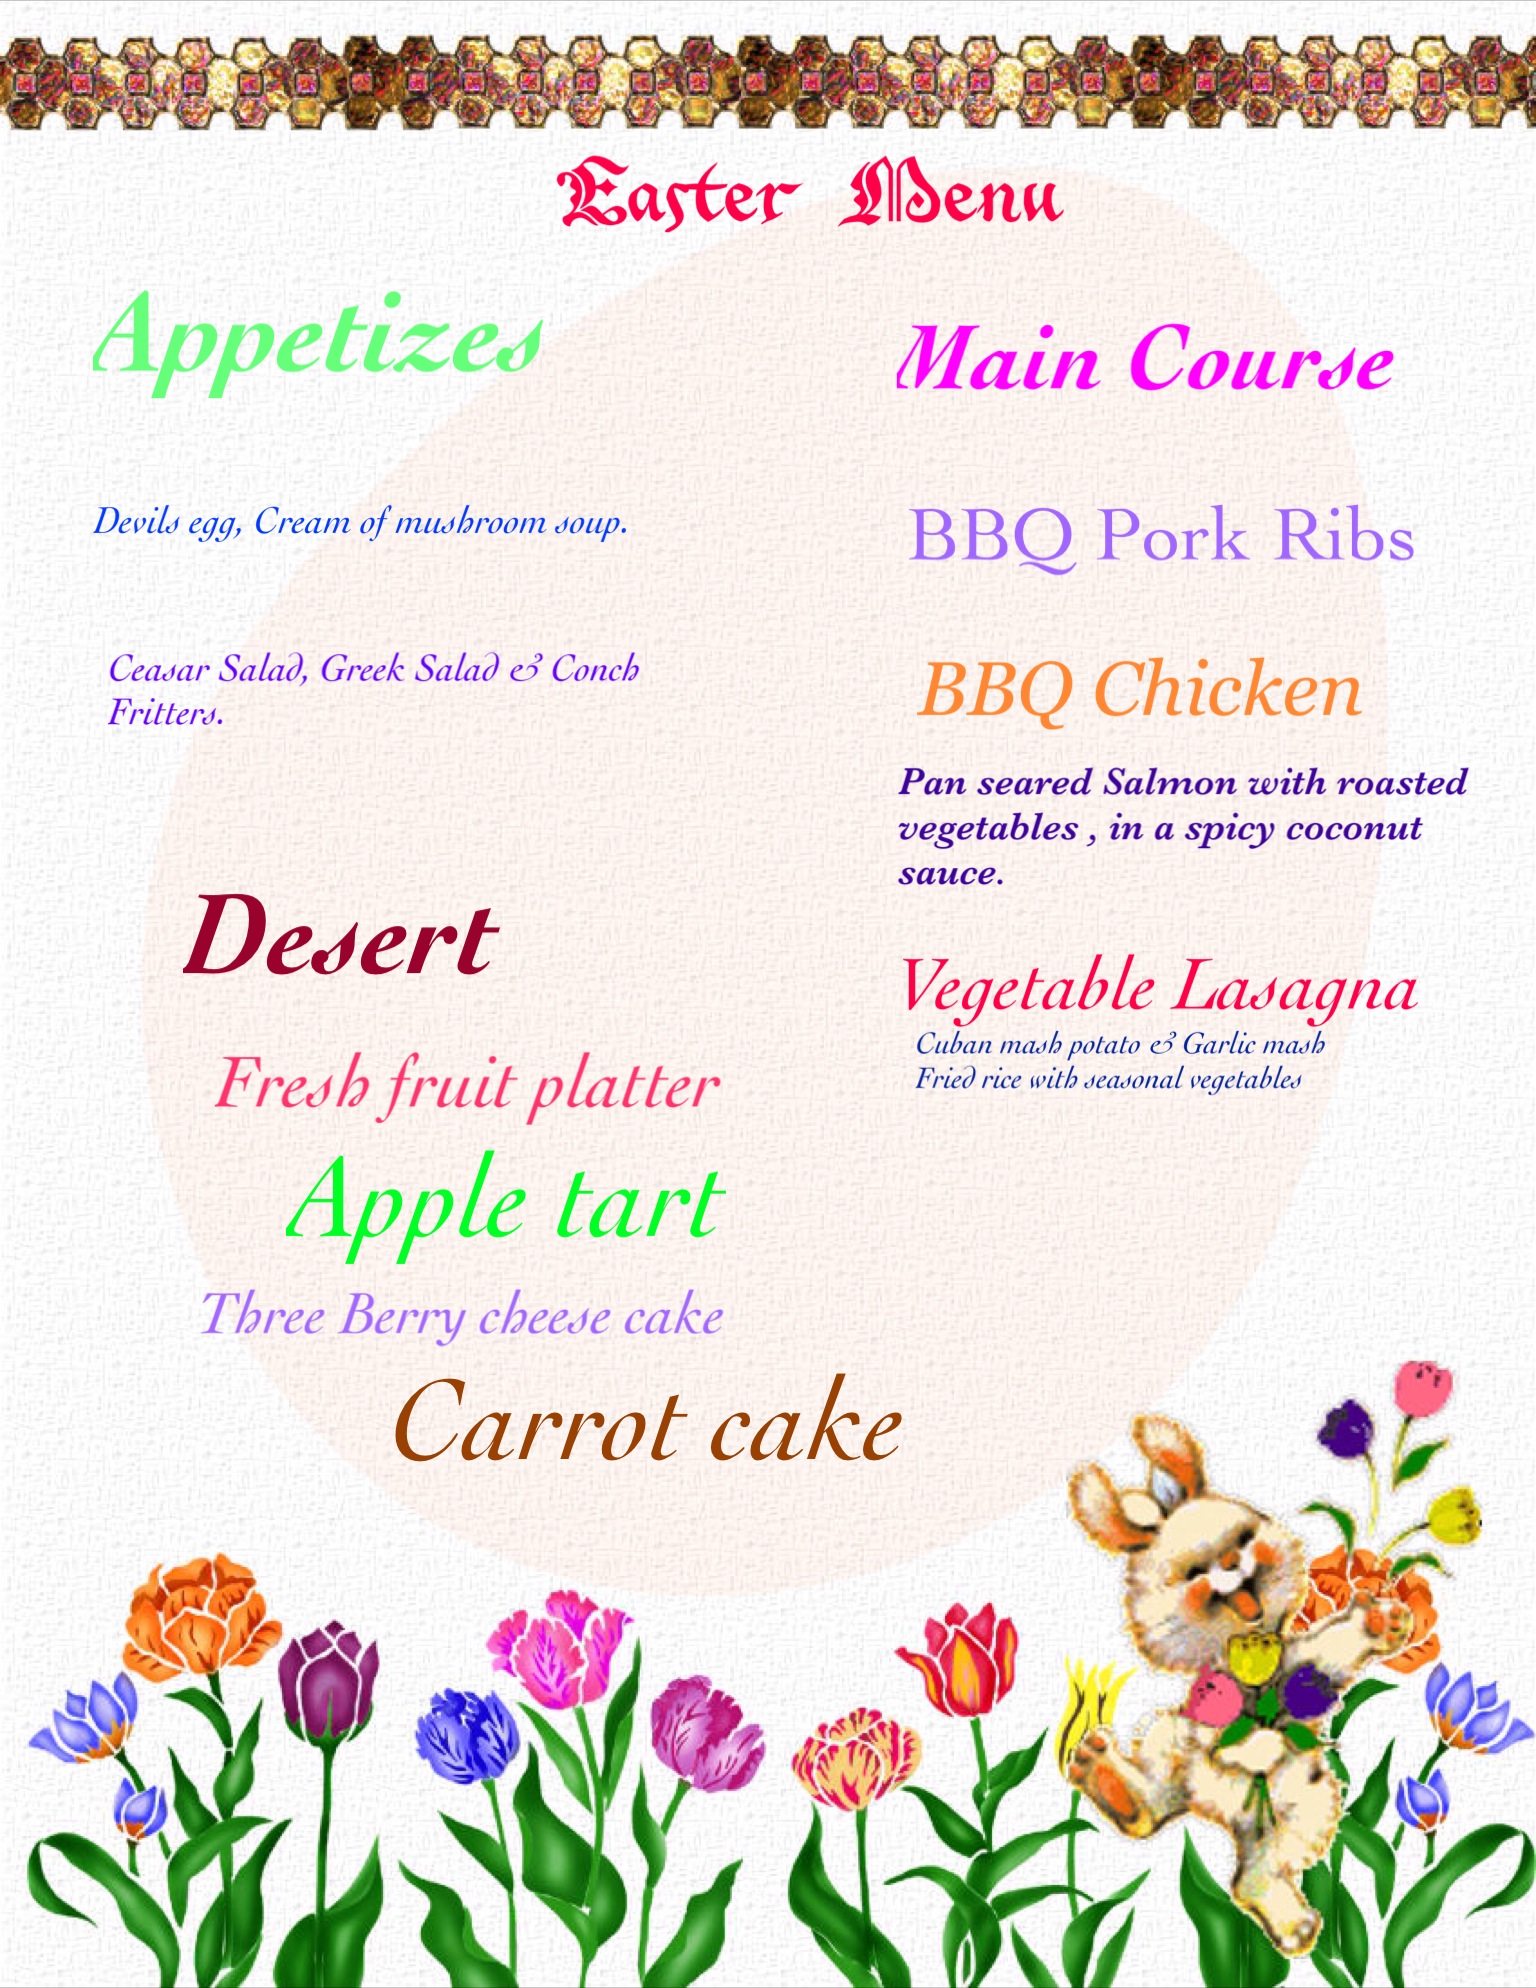 Easter Menu
Appetizes
Devils egg, Cream of mushroom soup.
Ceasar Salad, Greek Salad & Conch
Fritters.
Desert
Fresh fruit platter
Apple tart
Three Berry cheese cake
Carrot cake
Main Course
BBQ Pork Ribs
BBQ Chicken
Pan seared Salmon with roasted
vegetables , in a spicy coconut
sauce.
Vegetable Lasagna
Cuban mash potato & Garlic mash
Fried rice with seasonal vegetables